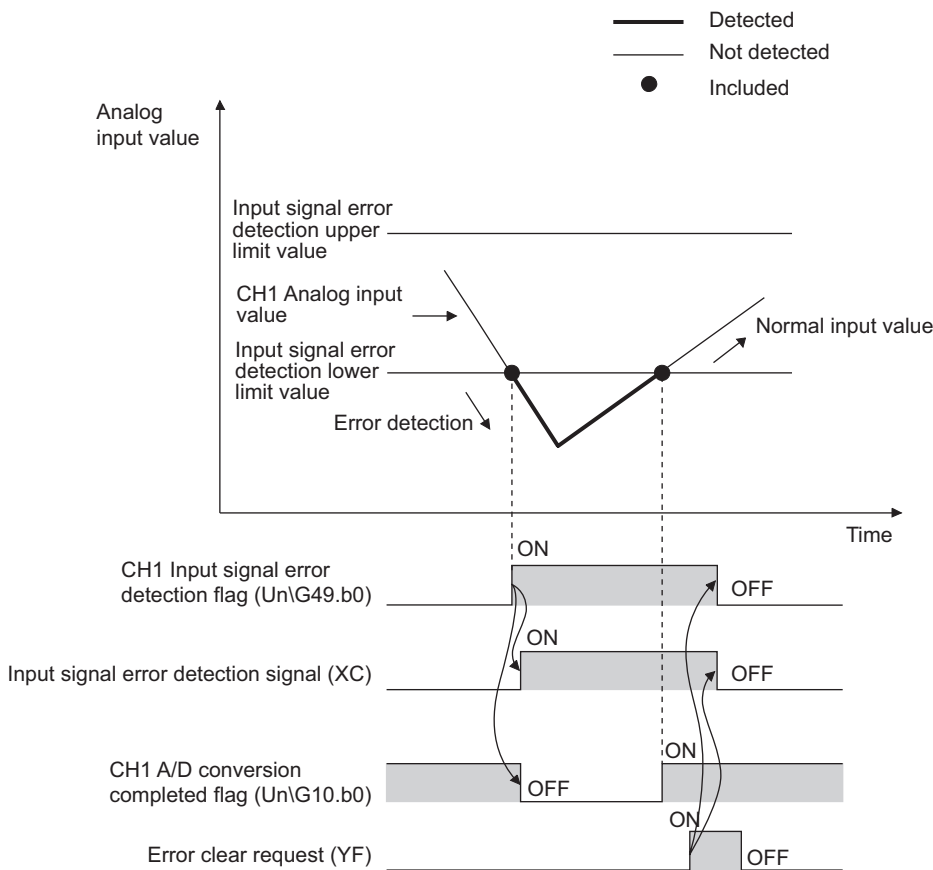 Detected
Not detected
Included
Analog
input value
Input signal error
detection upper
limit value
CH1 Analog input
value
Normal input value
Input signal error
detection lower
limit value
Error detection
Time
ON
CH1 Input signal error
detection flag (Un\G49.b0)
OFF
ON
Input signal error detection signal (XC)
OFF
ON
CH1 A/D conversion
completed flag (Un\G10.b0)
OFF
ON
Error clear request (YF)
OFF